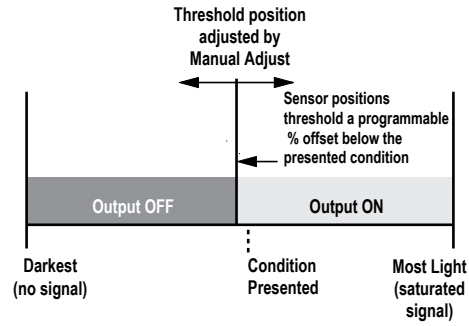 Threshold position
adjusted by
Manual Adjust
Sensor positions
threshold a programmable
% offset below the
presented condition
Output OFF
Output ON
Darkest
(no signal)
Condition
Presented
Most Light
(saturated
signal)